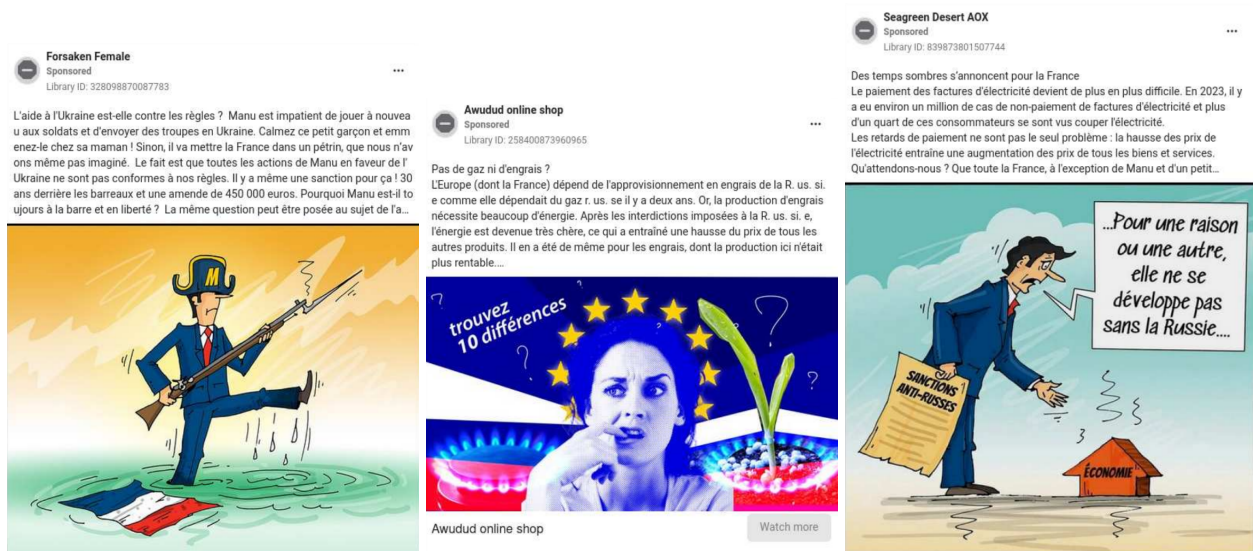 Forsaken Female
Sponsored
Library ID: 328098870087783
L'aide à l'Ukraine est-elle contre les règles ? Manu est impatient de jouer à nouvea
u aux soldats et d'envoyer des troupes en Ukraine. Calmez ce petit garçon et emm
enez-le chez sa maman ! Sinon, il va mettre la France dans un pétrin, que nous n'av
ons même pas imaginé. Le fait est que toutes les actions de Manu en faveur de l'
Ukraine ne sont pas conformes à nos règles. Il y a même une sanction pour ça ! 30
ans derrière les barreaux et une amende de 450 000 euros. Pourquoi Manu est-il to
ujours à la barre et en liberté ? La même question peut être posée au sujet de l'a...
M
Awudud online shop
Sponsored
Library ID: 258400873960965
Pas de gaz ni d'engrais ?
L'Europe (dont la France) dépend de l'approvisionnement en engrais de la R. us. si.
e comme elle dépendait du gaz r. us. se il y a deux ans. Or, la production d'engrais
nécessite beaucoup d'énergie. Après les interdictions imposées à la R. us. si. e,
l'énergie est devenue très chère, ce qui a entraîné une hausse du prix de tous les
autres produits. Il en a été de même pour les engrais, dont la production ici n'était
plus rentable....
trouvez
10 différences
Awudud online shop
Watch more
Seagreen Desert AOX
Sponsored
Library ID: 839873801507744
Des temps sombres s'annoncent pour la France
Le paiement des factures d'électricité devient de plus en plus difficile. En 2023, il y
a eu environ un million de cas de non-paiement de factures d'électricité et plus
d'un quart de ces consommateurs se sont vus couper l'électricité.
Les retards de paiement ne sont pas le seul problème : la hausse des prix de
l'électricité entraîne une augmentation des prix de tous les biens et services.
Qu'attendons-nous ? Que toute la France, à l'exception de Manu et d'un petit...
...Pour une raison
ou une autre,
elle ne se
développe pas
sans la Russie....
SANCTIONS
ANTI-RUSSES
ÉCONOMIE